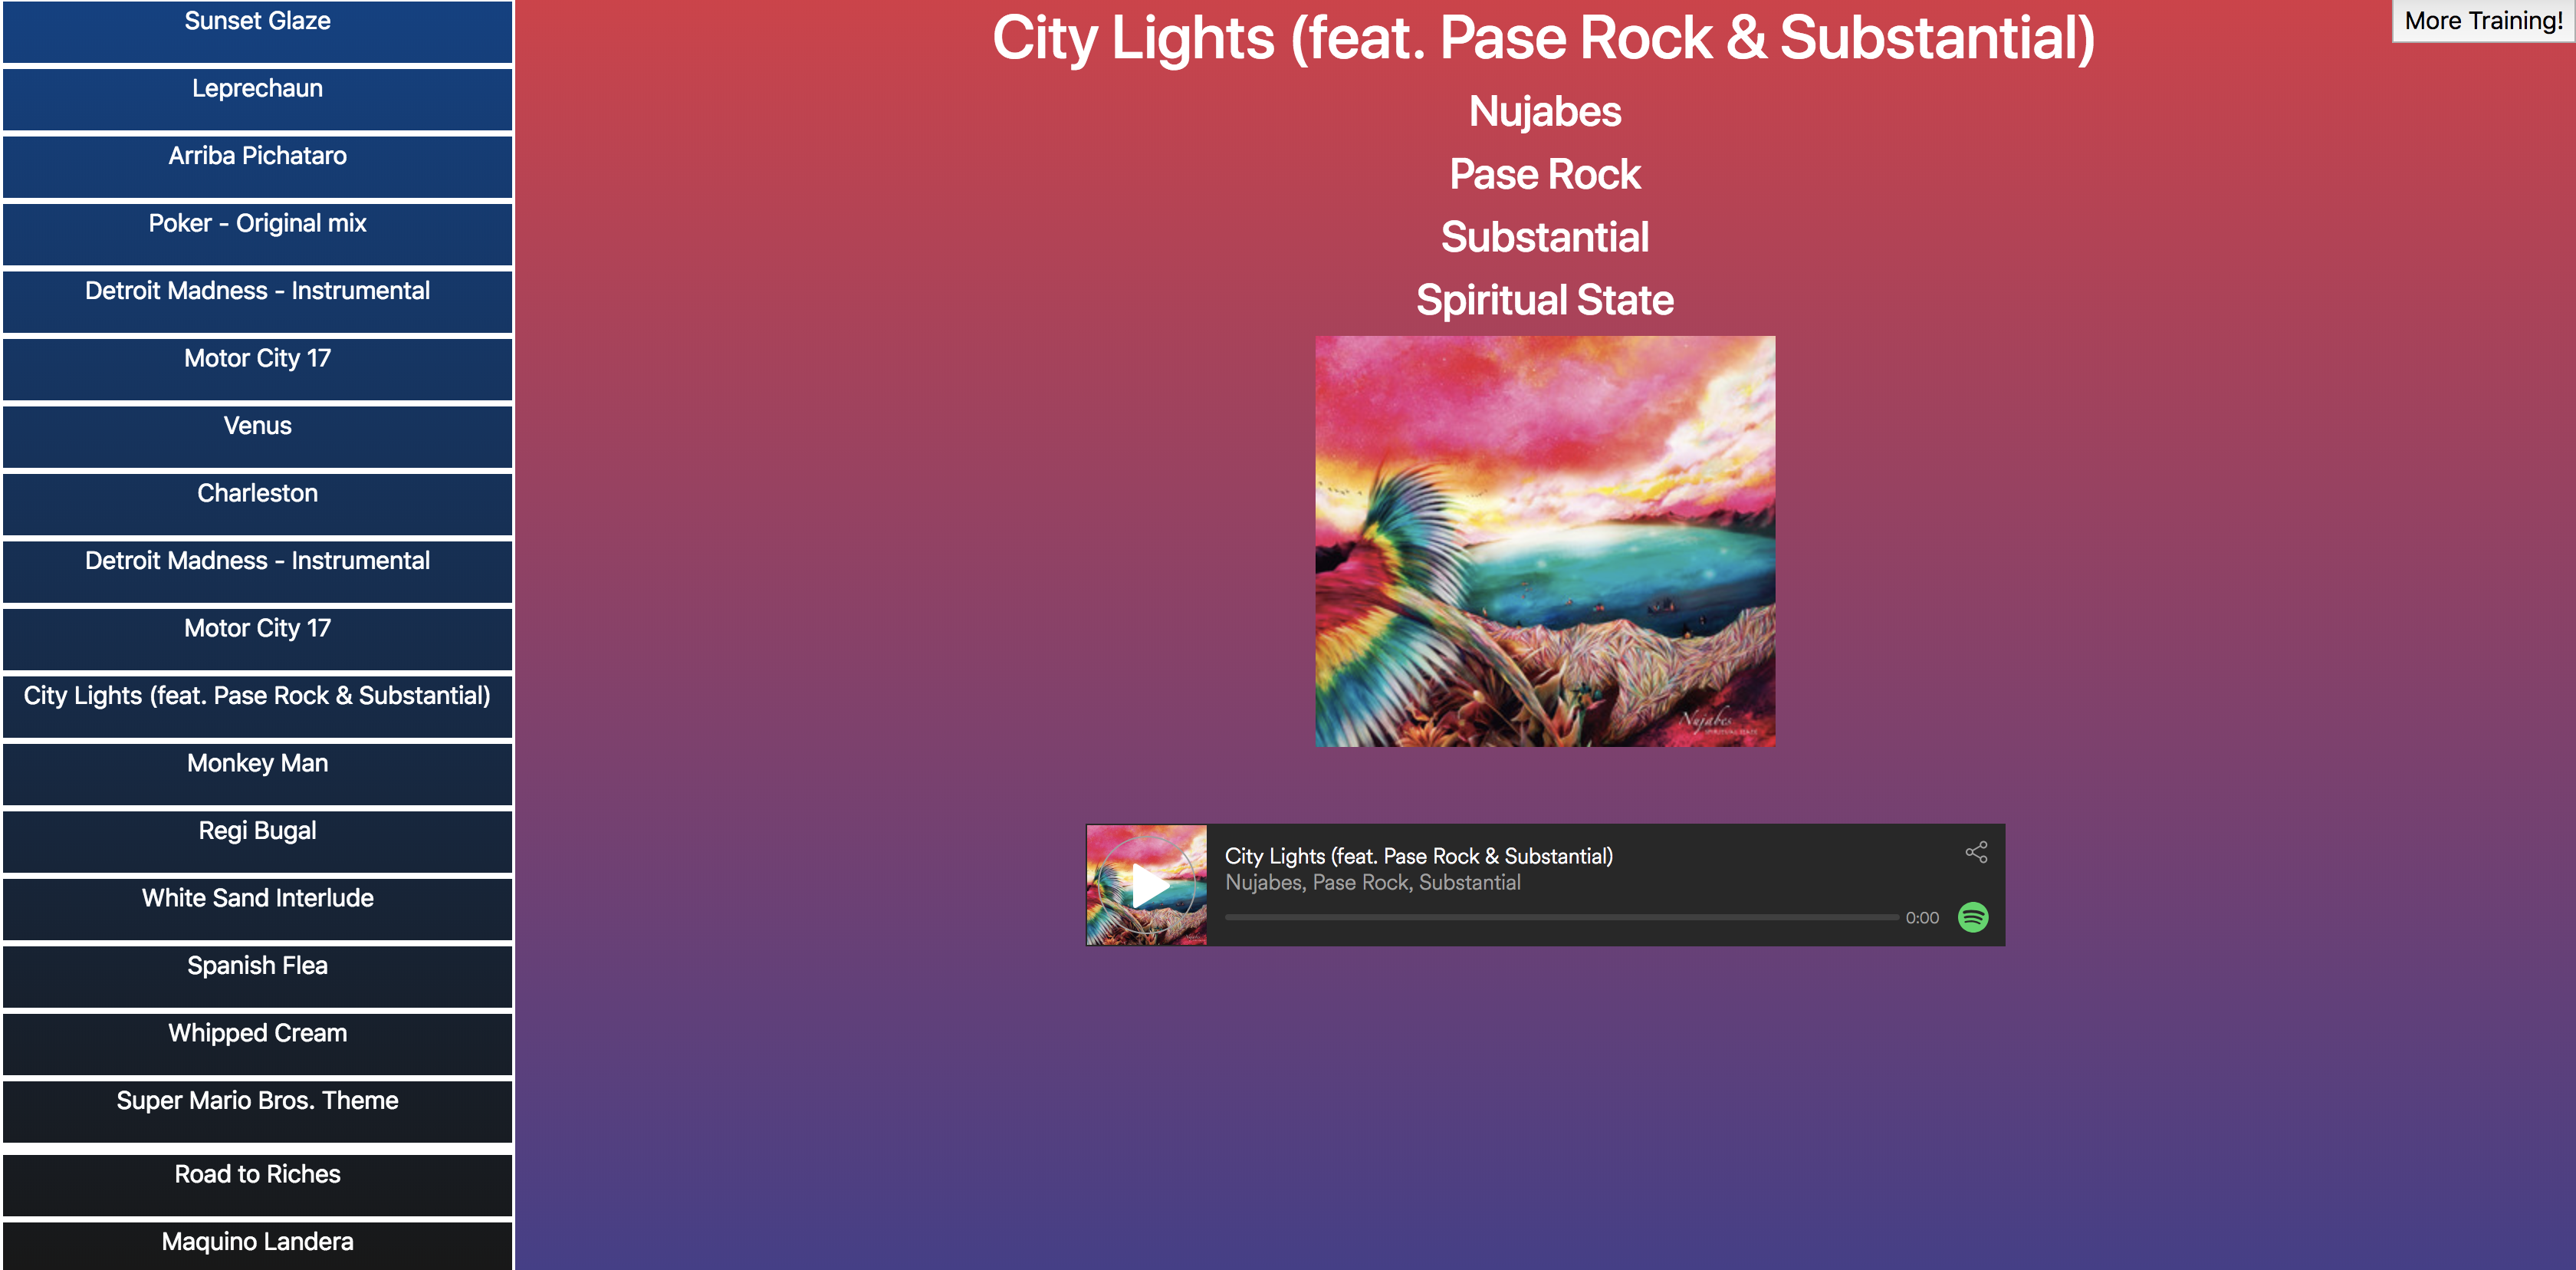 Sunset Glaze
Leprechaun
Arriba Pichataro
Poker - Original mix
Detroit Madness - Instrumental
Motor City 17
Venus
Charleston
Detroit Madness - Instrumental
Motor City 17
City Lights (feat. Pase Rock & Substantial)
Monkey Man
Regi Bugal
White Sand Interlude
Spanish Flea
Whipped Cream
Super Mario Bros. Theme
Road to Riches
Maquino Landera
City Lights (feat. Pase Rock & Substantial)
Nujabes
Pase Rock
Substantial
Spiritual State
Nujabes
SPIRITUAL STATE
City Lights (feat. Pase Rock & Substantial)
Nujabes, Pase Rock, Substantial
0:00
More Training!